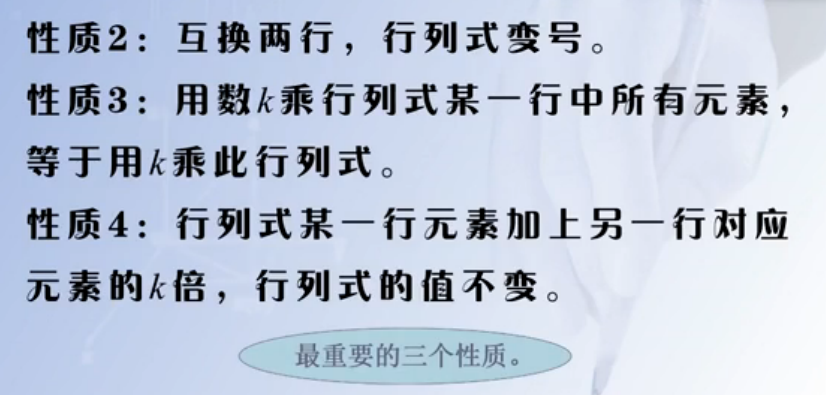 性质2：互换两行，行列式变号。
性质3：用数k乘行列式某一行中所有元素，
等于用k乘此行列式。
性质4：行列式某一行元素加上另一行对应
元素的k倍，行列式的值不变。
最重要的三个性质。